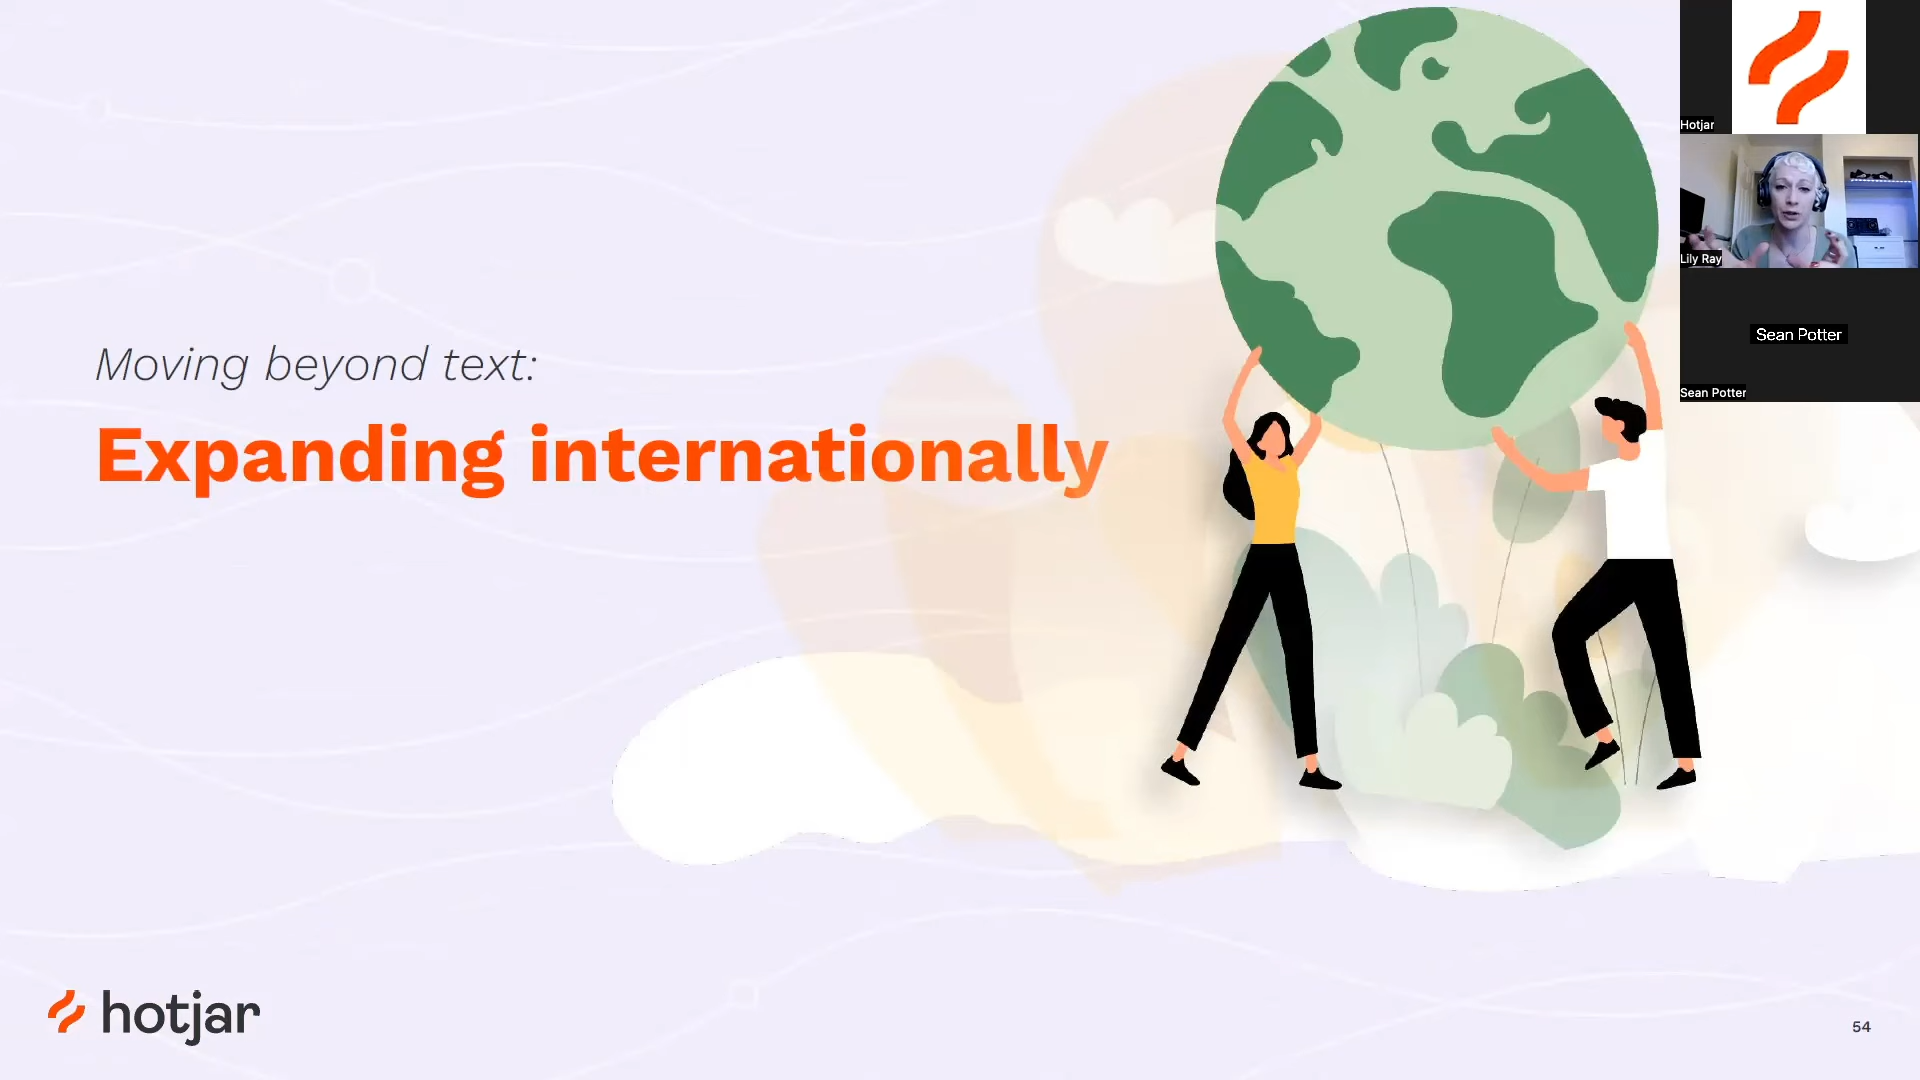 Hotjar
Lily Ray
Sean Potter
Sean Potter
Moving beyond text:
Expanding internationally
hotjar
54